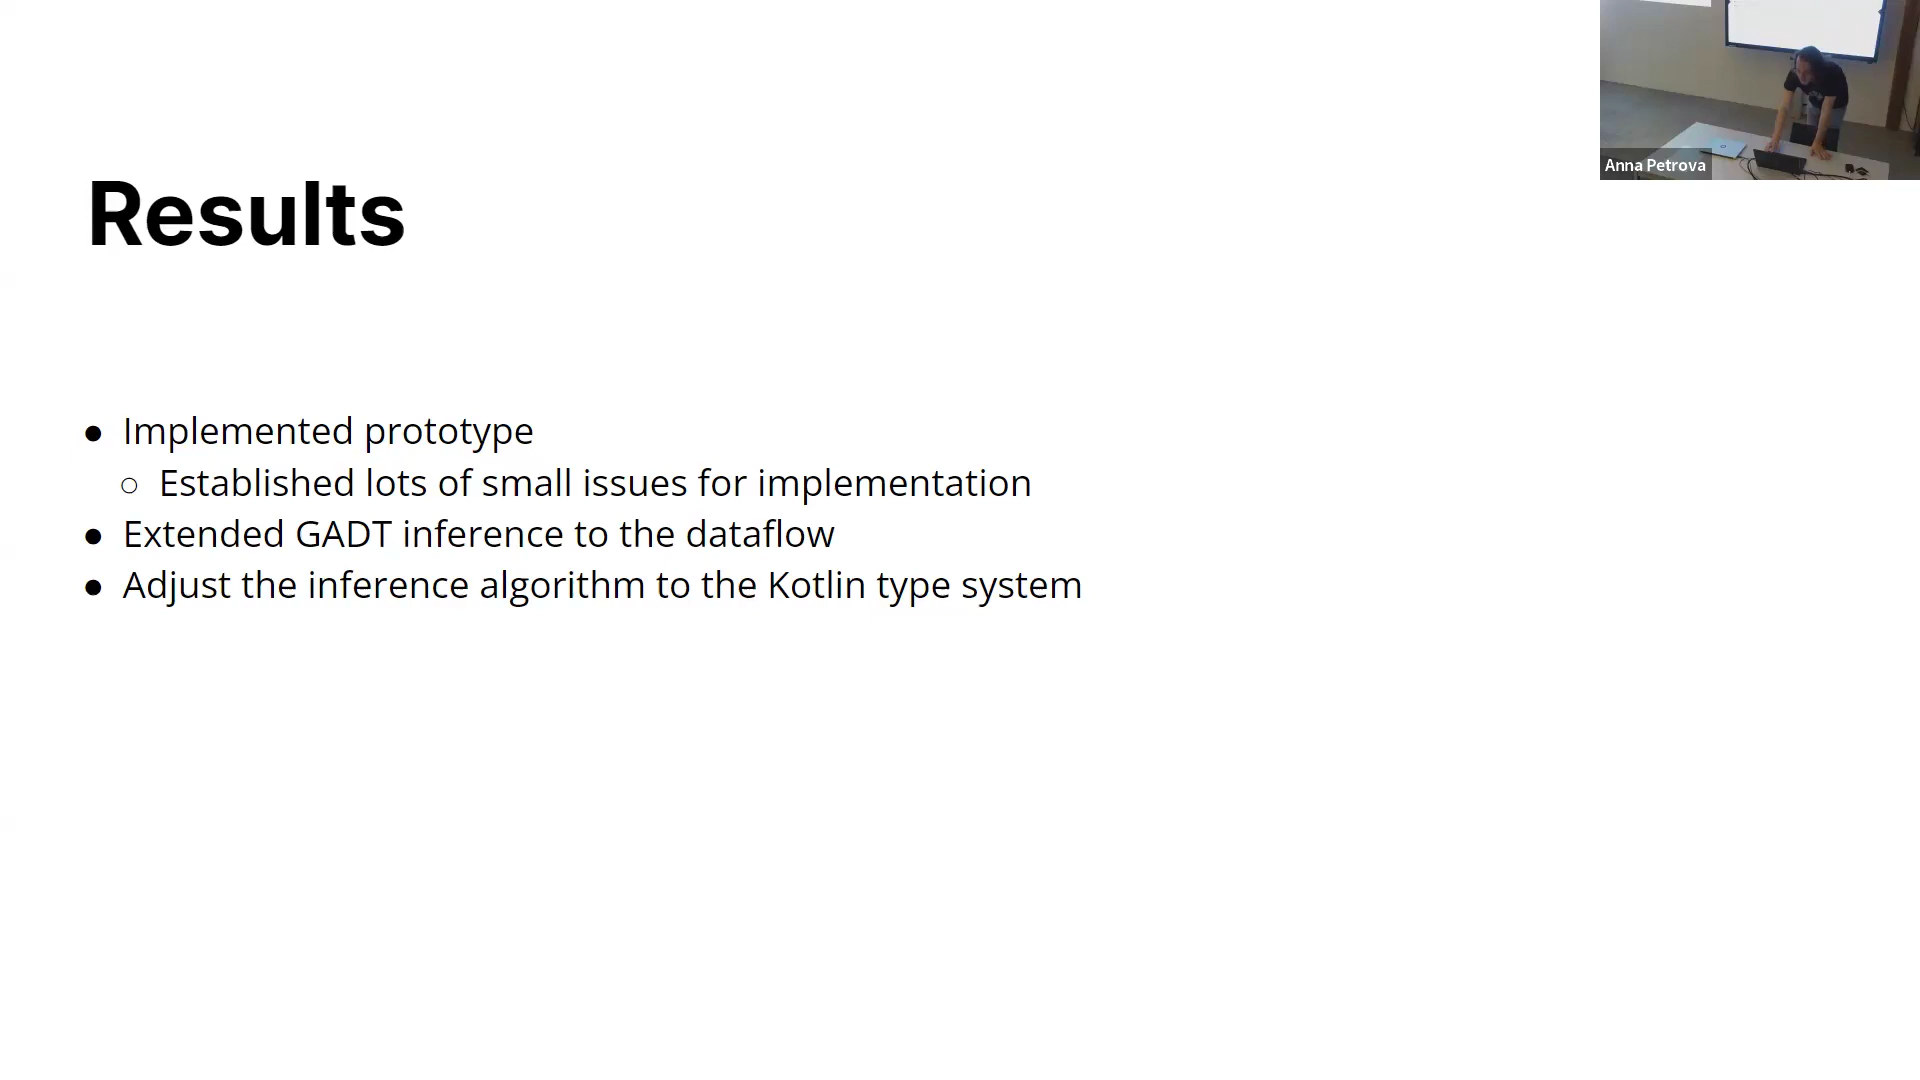 Anna Petrova
Results
● Implemented prototype
○ Established lots of small issues for implementation
● Extended GADT inference to the dataflow
● Adjust the inference algorithm to the Kotlin type system